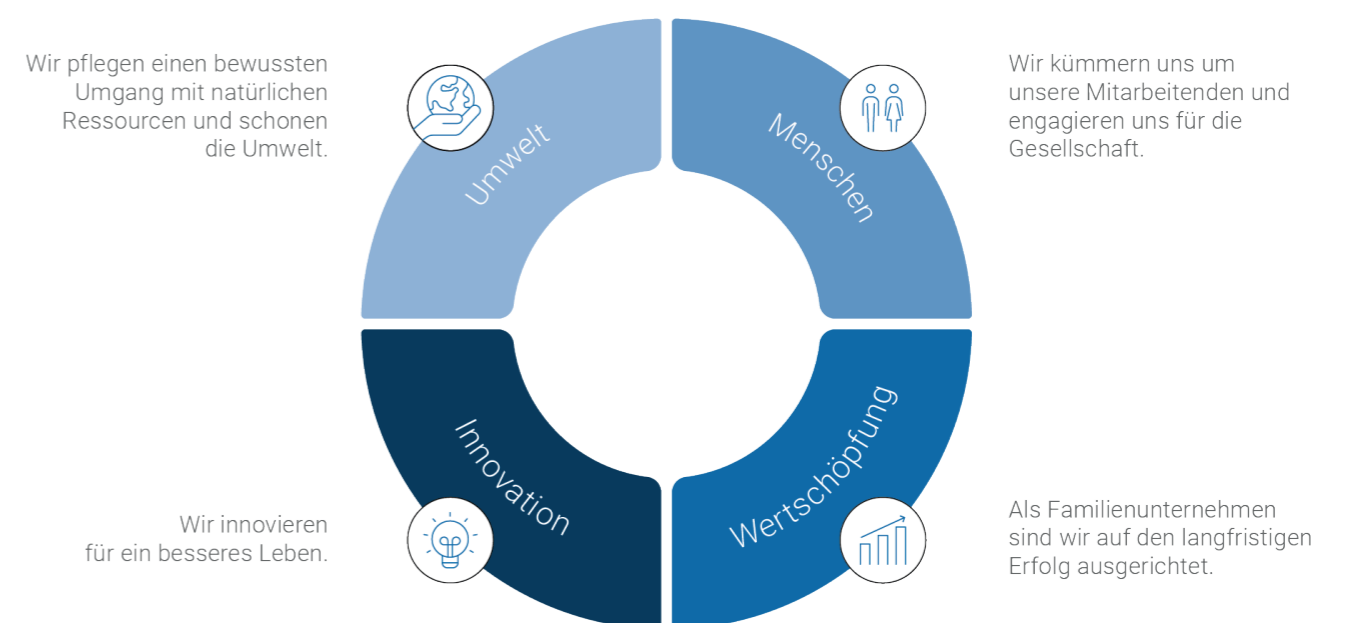 Wir pflegen einen bewussten
Umgang mit natürlichen
Ressourcen und schonen
die Umwelt.
Umwelt
Menschen
Wir kümmern uns um
unsere Mitarbeitenden und
engagieren uns für die
Gesellschaft.
Wir innovieren
für ein besseres Leben.
Innovation
Wertschöpfung
Als Familienunternehmen
sind wir auf den langfristigen
Erfolg ausgerichtet.